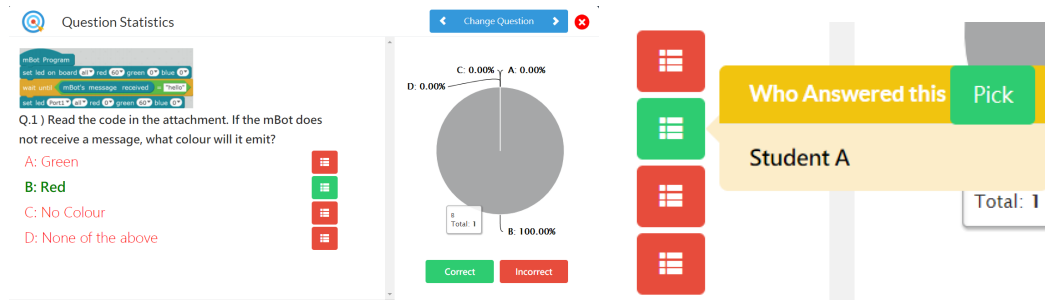 Question Statistics
Change Question
mBot Program
set led on board all red 60 green 0 blue 0
wait until mBot's message received = "hello"
set led Port1 all red 0 green 60 blue 0
Q.1 ) Read the code in the attachment. If the mBot does
not receive a message, what colour will it emit?
A: Green
B: Red
C: No Colour
D: None of the above
C: 0.00% A: 0.00%
D: 0.00%
B
Total: 1
B: 100.00%
Correct Incorrect
Who Answered this Pick
Student A
Total: 1